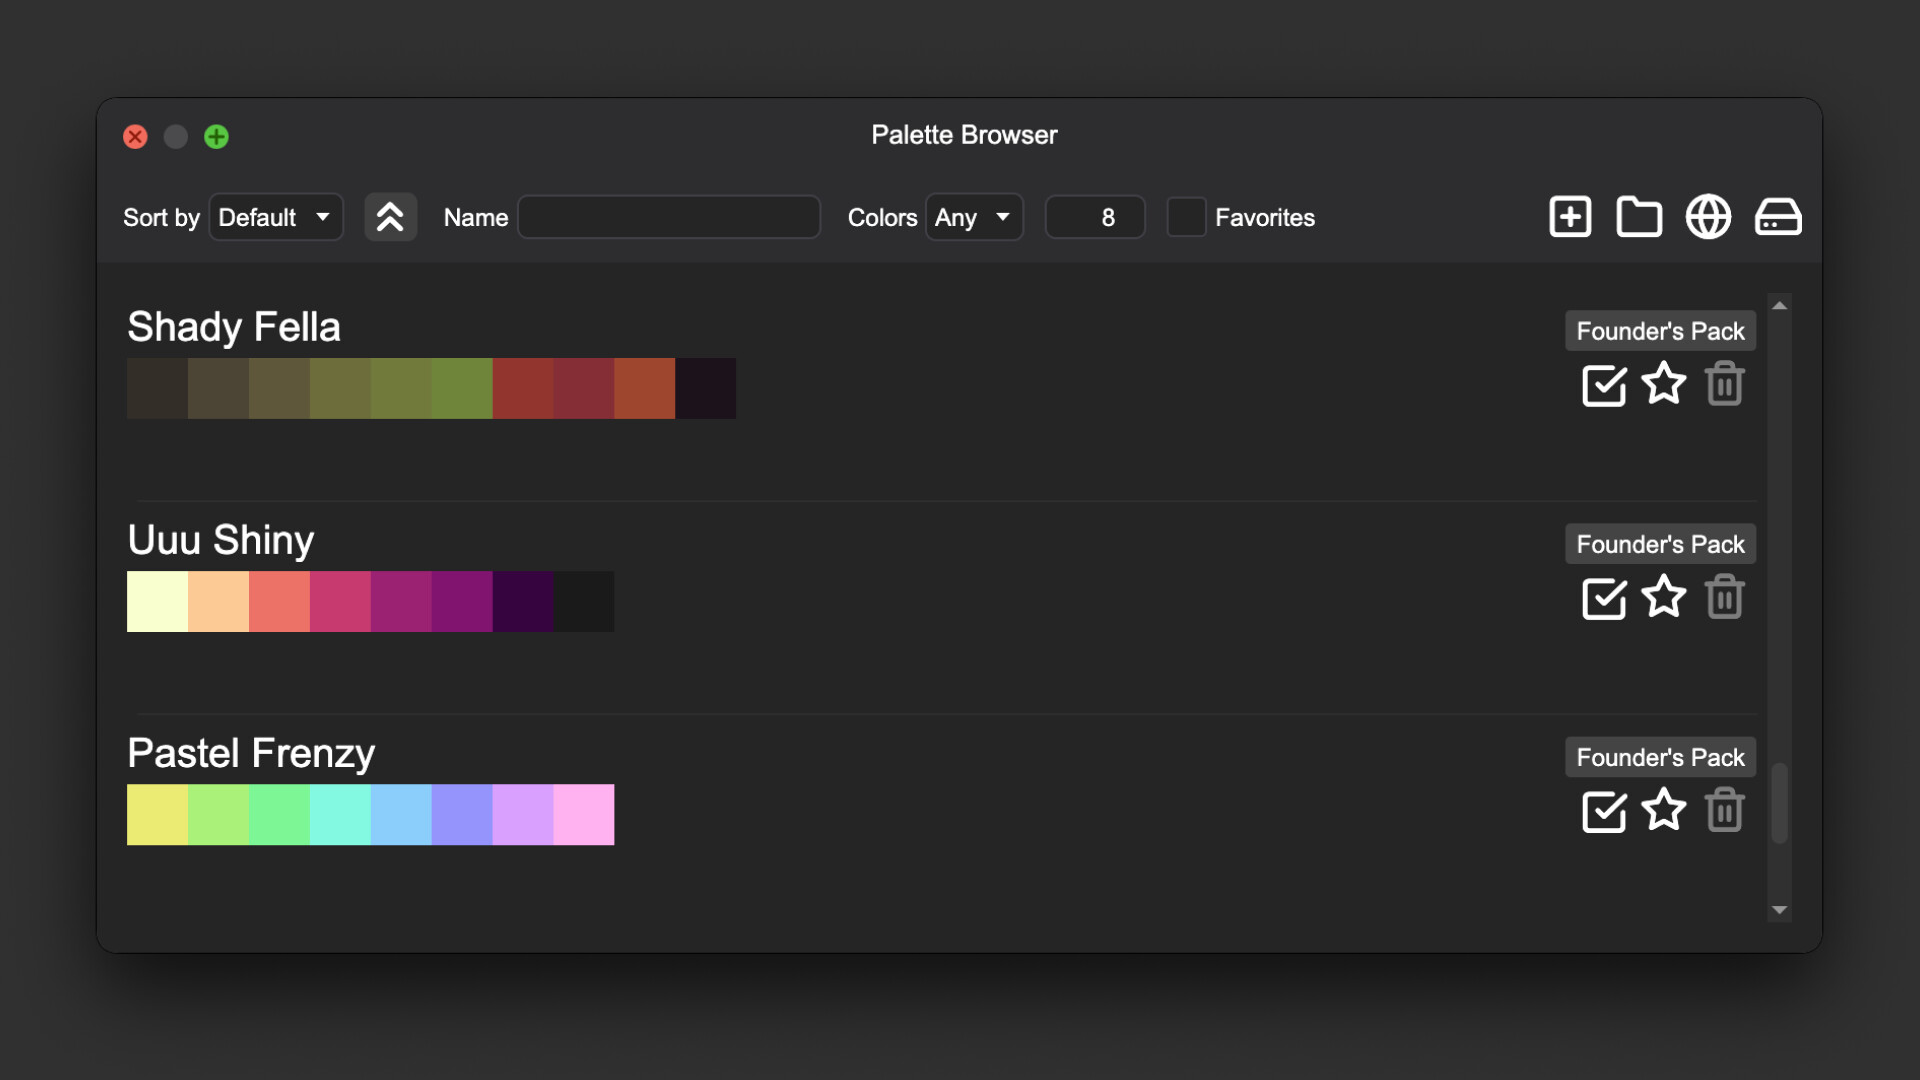 Palette Browser
Sort by Default Name Colors Any 8 Favorites
Shady Fella
Founder's Pack
Uuu Shiny
Founder's Pack
Pastel Frenzy
Founder's Pack